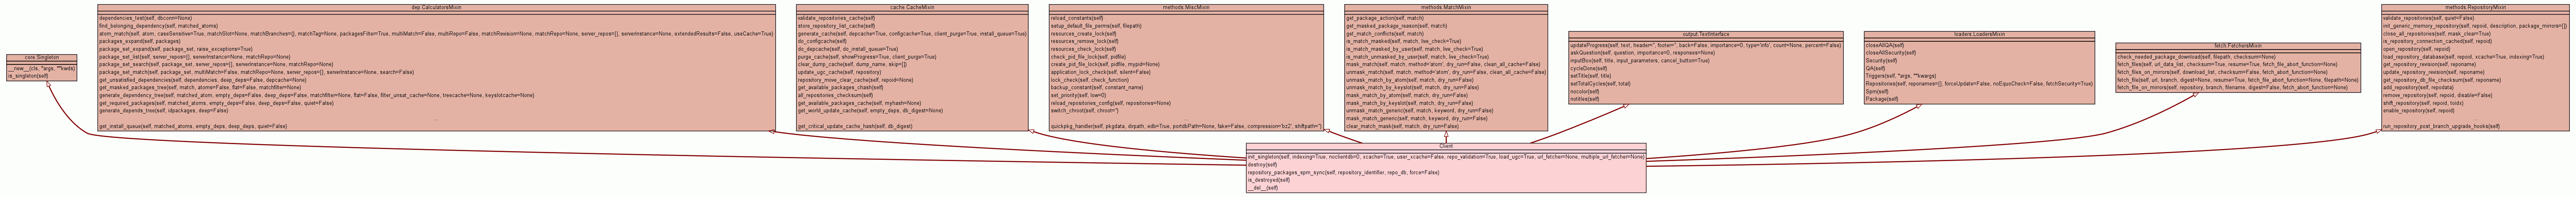 core.Singleton
__new__(cls, *args, **kwds)
is_singleton(self)
dep.CalculatorsMixin
dependencies_test(self, dbconn=None)
find_belonging_dependency(self, matched_atoms)
atom_match(self, atom, caseSensitive=True, matchSlot=None, matchBranches=(), matchTag=None, packagesFilter=True, multiMatch=False, multiRepo=False, matchRevision=None, matchRepo=None, server_repos=[], serverInstance=None, extendedResults=False, useCache=True)
packages_expand(self, packages)
package_set_expand(self, package_set, raise_exceptions=True)
package_set_list(self, server_repos=[], serverInstance=None, matchRepo=None)
package_set_search(self, package_set, server_repos=[], serverInstance=None, matchRepo=None)
package_set_match(self, package_set, multiMatch=False, matchRepo=None, server_repos=[], serverInstance=None, search=False)
get_unsatisfied_dependencies(self, dependencies, deep_deps=False, depcache=None)
get_masked_packages_tree(self, match, atoms=False, flat=False, matchfilter=None)
generate_dependency_tree(self, matched_atom, empty_deps=False, deep_deps=False, matchfilter=None, flat=False, filter_unsat_cache=None, treecache=None, keyslotcache=None)
get_required_packages(self, matched_atoms, empty_deps=False, deep_deps=False, quiet=False)
generate_depends_tree(self, idpackages, deep=False)
...
get_install_queue(self, matched_atoms, empty_deps, deep_deps, quiet=False)
cache.CacheMixin
validate_repositories_cache(self)
store_repository_list_cache(self)
generate_cache(self, depcache=True, configcache=True, client_purge=True, install_queue=True)
do_configcache(self)
do_depcache(self, do_install_queue=True)
purge_cache(self, showProgress=True, client_purge=True)
clear_dump_cache(self, dump_name, skip=[])
update_ugc_cache(self, repository)
repository_move_clear_cache(self, repoid=None)
get_available_packages_chash(self)
all_repositories_checksum(self)
get_available_packages_cache(self, myhash=None)
get_world_update_cache(self, empty_deps, db_digest=None)
...
get_critical_update_cache_hash(self, db_digest)
methods.MiscMixin
reload_constants(self)
setup_default_file_perms(self, filepath)
resources_create_lock(self)
resources_remove_lock(self)
resources_check_lock(self)
check_pid_file_lock(self, pidfile)
create_pid_file_lock(self, pidfile, mypid=None)
application_lock_check(self, silent=False)
lock_check(self, check_function)
backup_constant(self, constant_name)
set_priority(self, low=0)
reload_repositories_config(self, repositories=None)
switch_chroot(self, chroot='')
...
quickpkg_handler(self, pkgdata, dirpath, edb=True, portdbPath=None, fake=False, compression='bz2', shiftpath='')
methods.MatchMixin
get_package_action(self, match)
get_masked_package_reason(self, match)
get_match_conflicts(self, match)
is_match_masked(self, match, live_check=True)
is_match_masked_by_user(self, match, live_check=True)
is_match_unmasked_by_user(self, match, live_check=True)
mask_match(self, match, method='atom', dry_run=False, clean_all_cache=False)
unmask_match(self, match, method='atom', dry_run=False, clean_all_cache=False)
unmask_match_by_atom(self, match, dry_run=False)
unmask_match_by_keyslot(self, match, dry_run=False)
mask_match_by_atom(self, match, dry_run=False)
mask_match_by_keyslot(self, match, dry_run=False)
unmask_match_generic(self, match, keyword, dry_run=False)
mask_match_generic(self, match, keyword, dry_run=False)
clear_match_mask(self, match, dry_run=False)
output.TextInterface
updateProgress(self, text, header='', footer='', back=False, importance=0, type='info', count=None, percent=False)
askQuestion(self, question, importance=0, responses=None)
inputBox(self, title, input_parameters, cancel_button=True)
cycleDone(self)
setTitle(self, title)
setTotalCycles(self, total)
nocolor(self)
notitles(self)
loaders.LoadersMixin
closeAllQA(self)
closeAllSecurity(self)
Security(self)
QA(self)
Triggers(self, *args, **kwargs)
Repositories(self, reponames=[], forceUpdate=False, noEquoCheck=False, fetchSecurity=True)
Spm(self)
Package(self)
fetch.FetchersMixin
check_needed_package_download(self, filepath, checksum=None)
fetch_files(self, url_data_list, checksum=True, resume=True, fetch_file_abort_function=None)
fetch_files_on_mirrors(self, download_list, checksum=False, fetch_abort_function=None)
fetch_file(self, url, branch, digest=None, resume=True, fetch_file_abort_function=None, filepath=None)
fetch_file_on_mirrors(self, repository, branch, filename, digest=False, fetch_abort_function=None)
methods.RepositoryMixin
validate_repositories(self, quiet=False)
init_generic_memory_repository(self, repoid, description, package_mirrors=[])
close_all_repositories(self, mask_clear=True)
is_repository_connection_cached(self, repoid)
open_repository(self, repoid)
load_repository_database(self, repoid, xcache=True, indexing=True)
get_repository_revision(self, reponame)
update_repository_revision(self, reponame)
get_repository_db_file_checksum(self, reponame)
add_repository(self, repodata)
remove_repository(self, repoid, disable=False)
shift_repository(self, repoid, toidx)
enable_repository(self, repoid)
...
run_repository_post_branch_upgrade_hooks(self)
Client
init_singleton(self, indexing=True, noclientdb=0, xcache=True, user_xcache=False, repo_validation=True, load_ugc=True, url_fetcher=None, multiple_url_fetcher=None)
destroy(self)
repository_packages_spm_sync(self, repository_identifier, repo_db, force=False)
is_destroyed(self)
__del__(self)